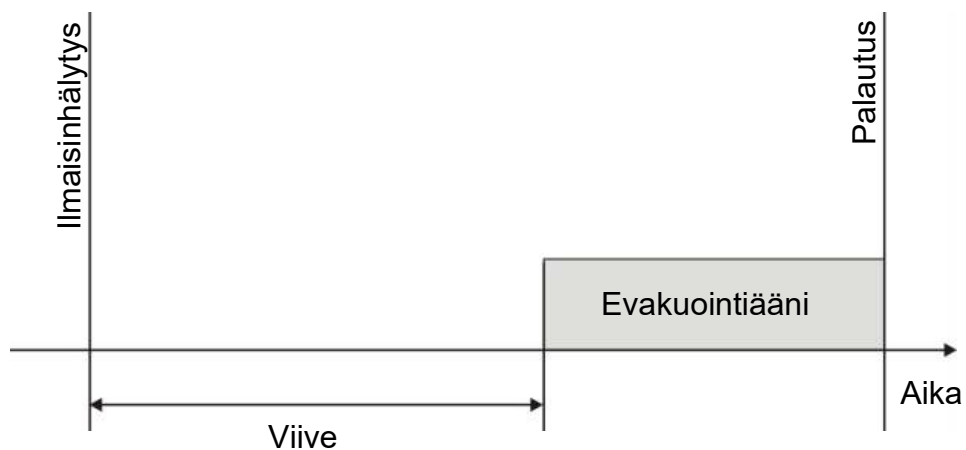 Ilmaisinhälytys
Palautus
Evakuointiääni
Aika
Viive